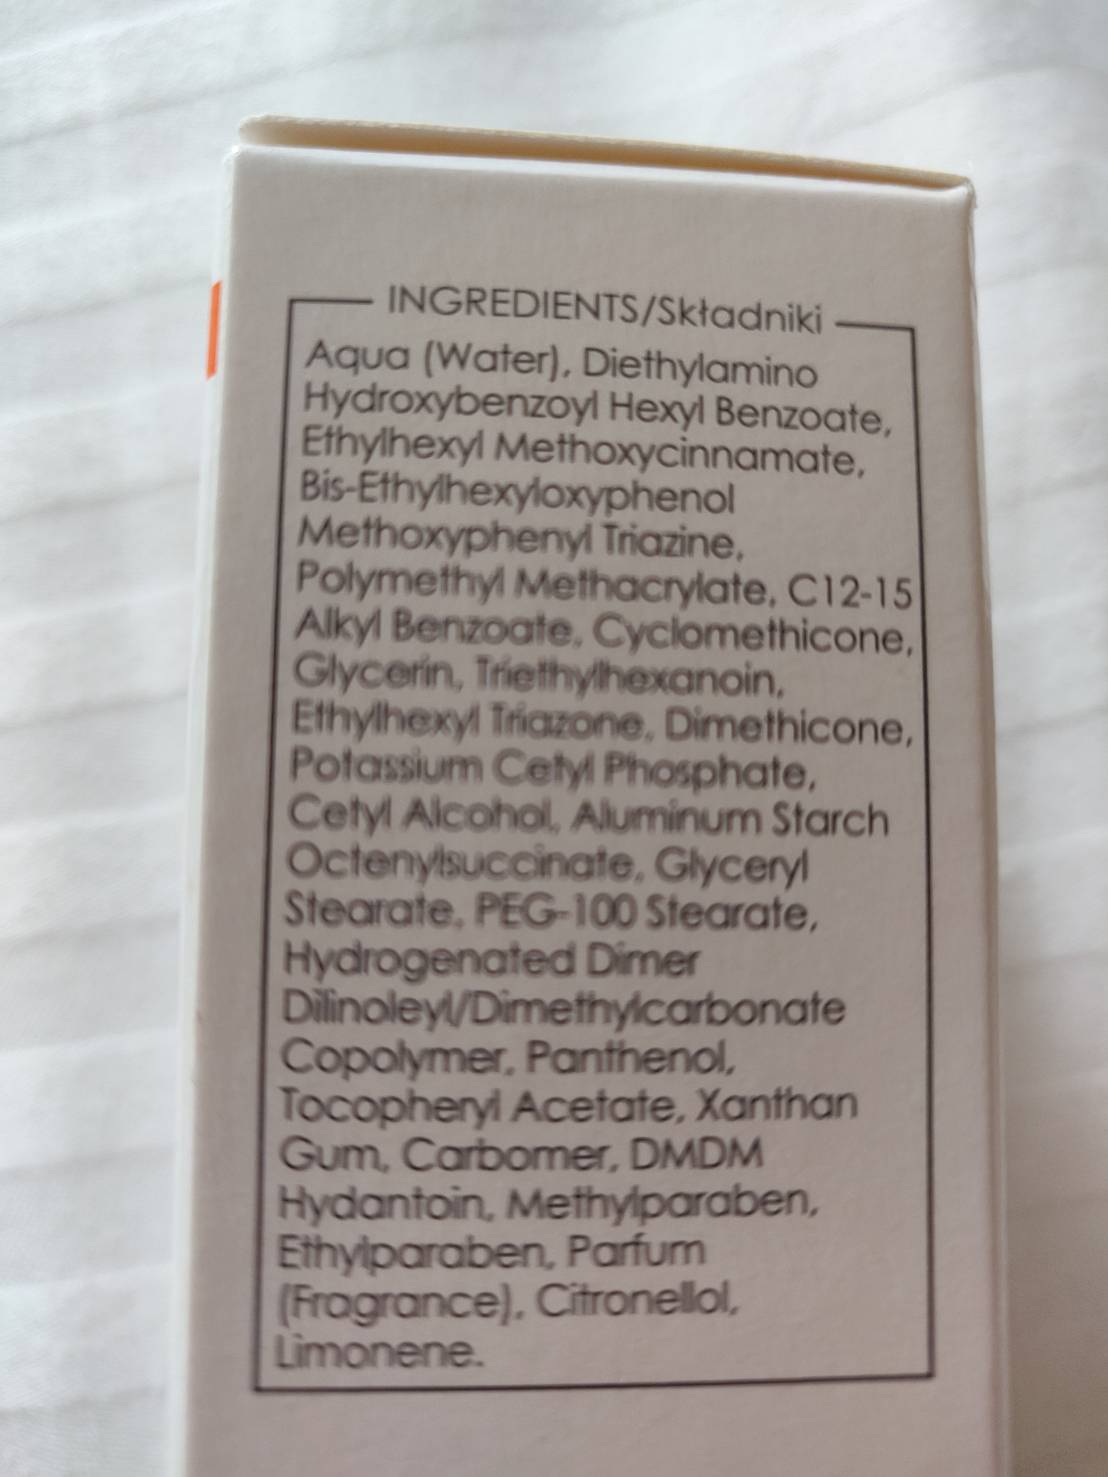 INGREDIENTS/Składniki
Aqua (Water), Diethylamino
Hydroxybenzoyl Hexyl Benzoate,
Ethylhexyl Methoxycinnamate,
Bis-Ethylhexyloxyphenol
Methoxyphenyl Triazine,
Polymethyl Methacrylate, C12-15
Alkyl Benzoate, Cyclomethicone,
Glycerin, Triethylhexanoin,
Ethylhexyl Triazone, Dimethicone,
Potassium Cetyl Phosphate,
Cetyl Alcohol, Aluminum Starch
Octenylsuccinate, Glyceryl
Stearate, PEG-100 Stearate,
Hydrogenated Dimer
Dilinoleyl/Dimethylcarbonate
Copolymer, Panthenol,
Tocopheryl Acetate, Xanthan
Gum, Carbomer, DMDM
Hydantoin, Methylparaben,
Ethylparaben, Parfum
(Fragrance), Citronellol,
Limonene.